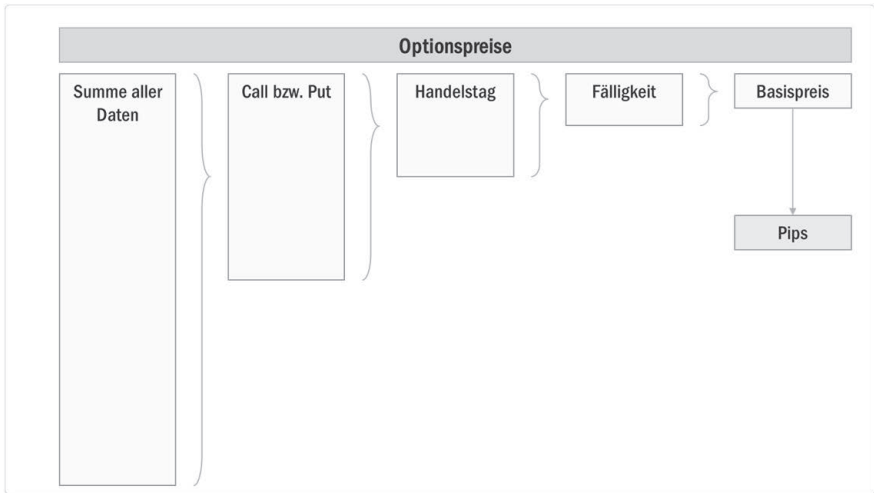 Optionspreise
Summe aller
Daten
Call bzw. Put
Handelstag
Fälligkeit
Basispreis
Pips